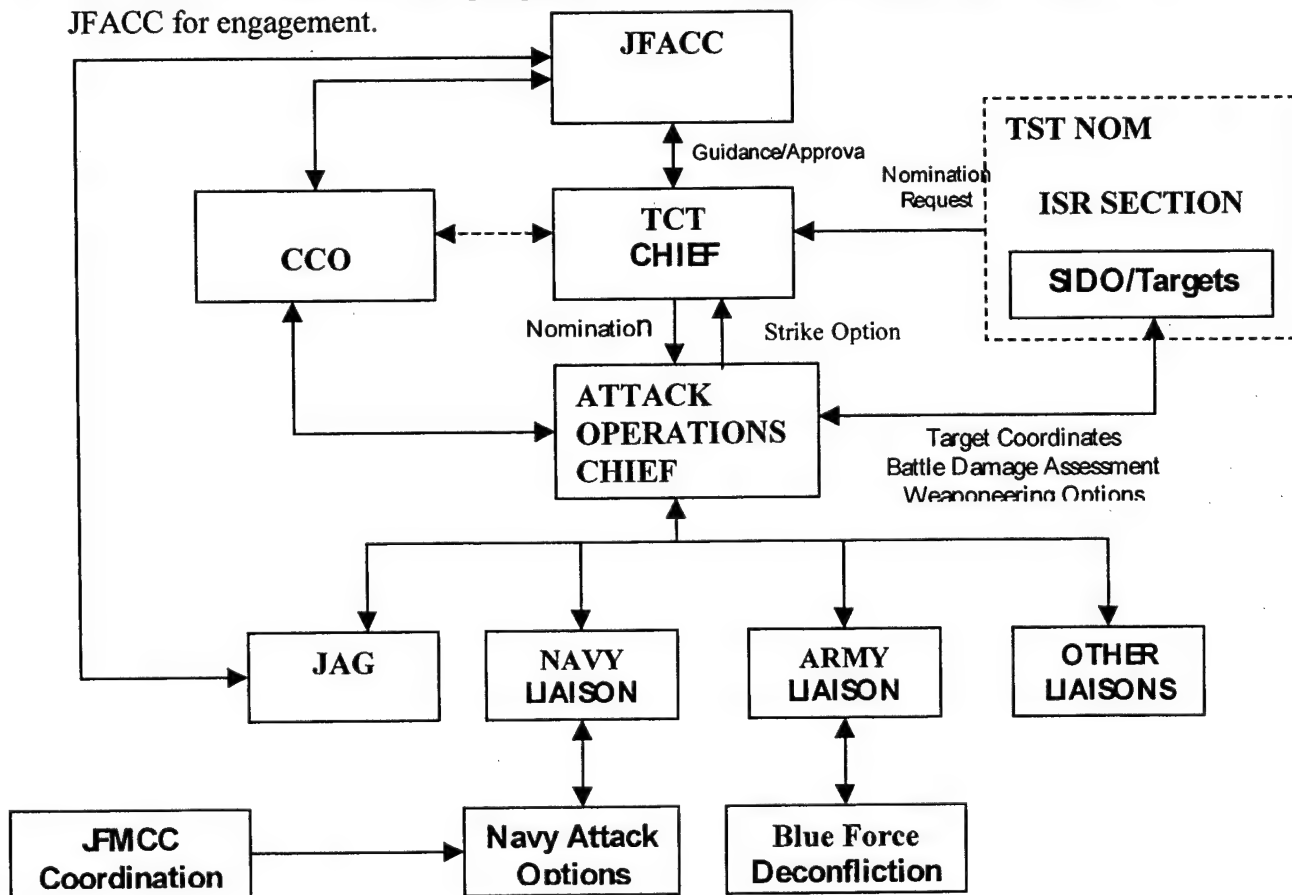 JFACC for engagement.
JFACC
Guidance/Approva
TST NOM
Nomination
Request
ISR SECTION
TCT
CHIEF
CCO
SIDO/Targets
Nomination
Strike Option
ATTACK
OPERATIONS
CHIEF
Target Coordinates
Battle Damage Assessment
Weaponeering Options
JAG
NAVY
LIAISON
ARMY
LIAISON
OTHER
LIAISONS
JFMCC
Coordination
Navy Attack
Options
Blue Force
Deconfliction